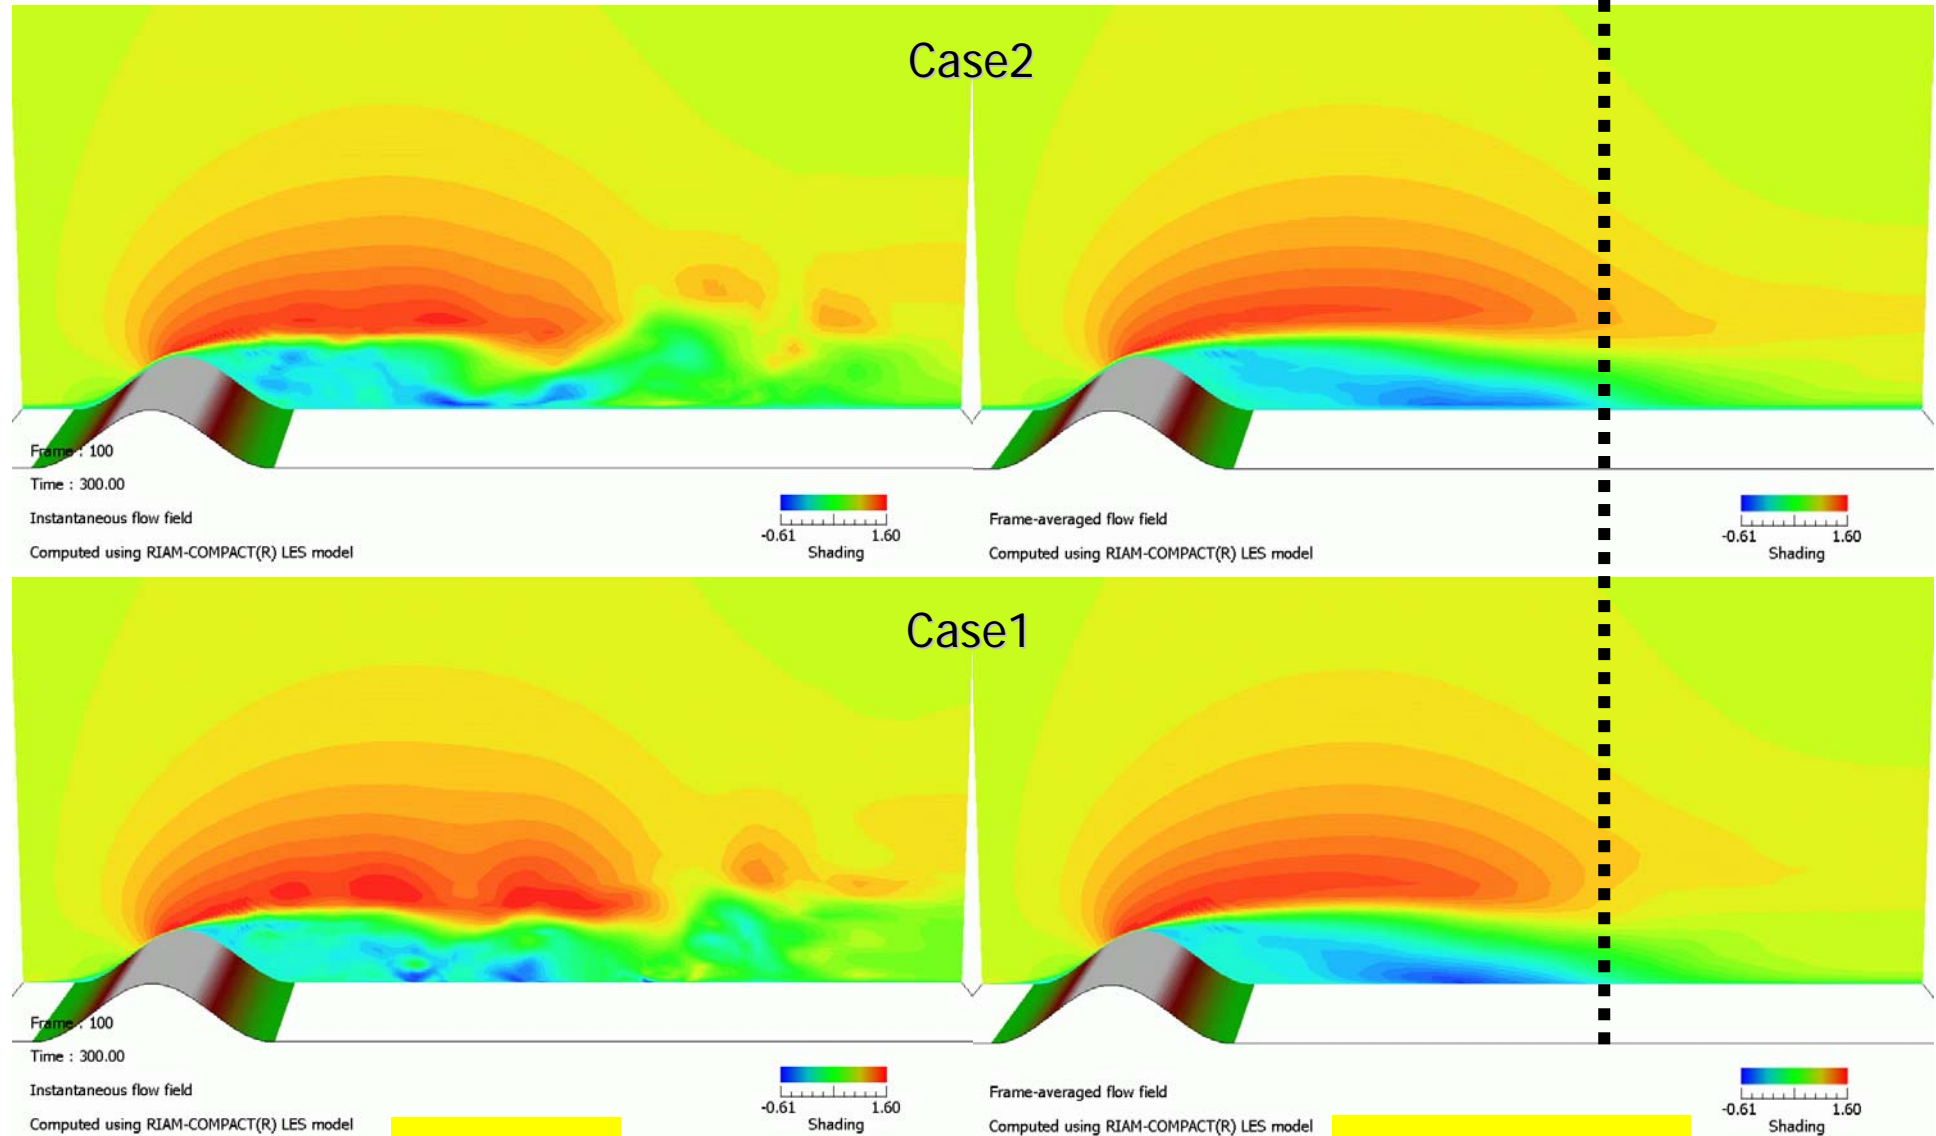 Case2
Frame : 100
Time : 300.00
Instantaneous flow field
Computed using RIAM-COMPACT(R) LES model
-0.61 1.60
Shading
Frame-averaged flow field
Computed using RIAM-COMPACT(R) LES model
-0.61 1.60
Shading
Case1
Frame : 100
Time : 300.00
Instantaneous flow field
Computed using RIAM-COMPACT(R) LES model
-0.61 1.60
Shading
Frame-averaged flow field
Computed using RIAM-COMPACT(R) LES model
-0.61 1.60
Shading